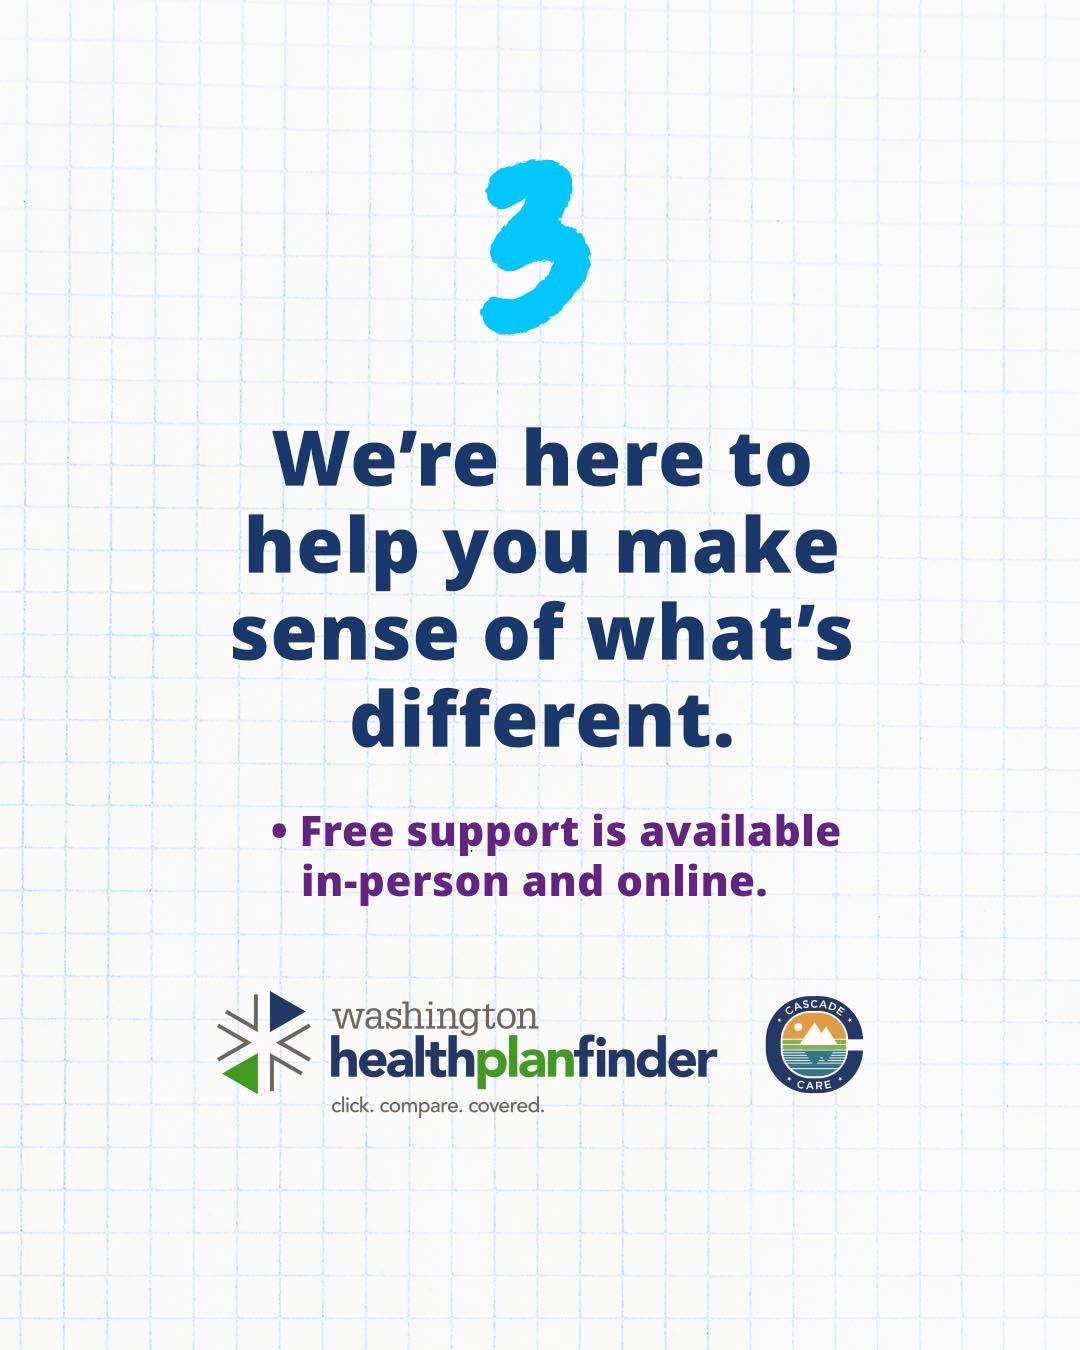 3
We’re here to
help you make
sense of what’s
different.
• Free support is available
in-person and online.
washington
healthplanfinder
click. compare. covered.
CASCADE
CARE